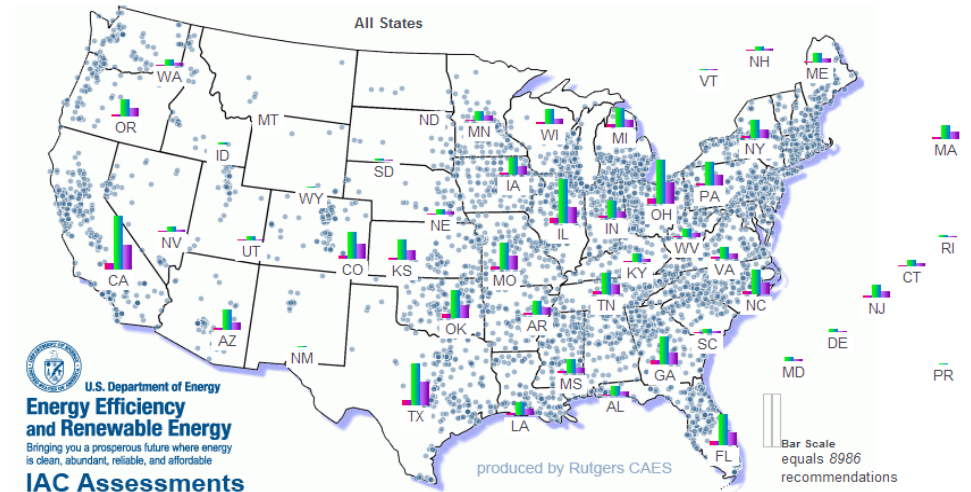 All States
NH
VT
ME
WA
OR
MT
ND
MN
WI
MI
NY
MA
ID
SD
IA
PA
WY
NE
IL
IN
OH
NV
UT
CO
KS
MO
KY
WV
VA
RI
CA
CT
AZ
OK
AR
TN
NC
NJ
NM
SC
DE
TX
LA
MS
AL
GA
MD
PR
FL
U.S. Department of Energy
Energy Efficiency
and Renewable Energy
Bringing you a prosperous future where energy
is clean, abundant, reliable, and affordable
IAC Assessments
produced by Rutgers CAES
Bar Scale
equals 8986
recommendations